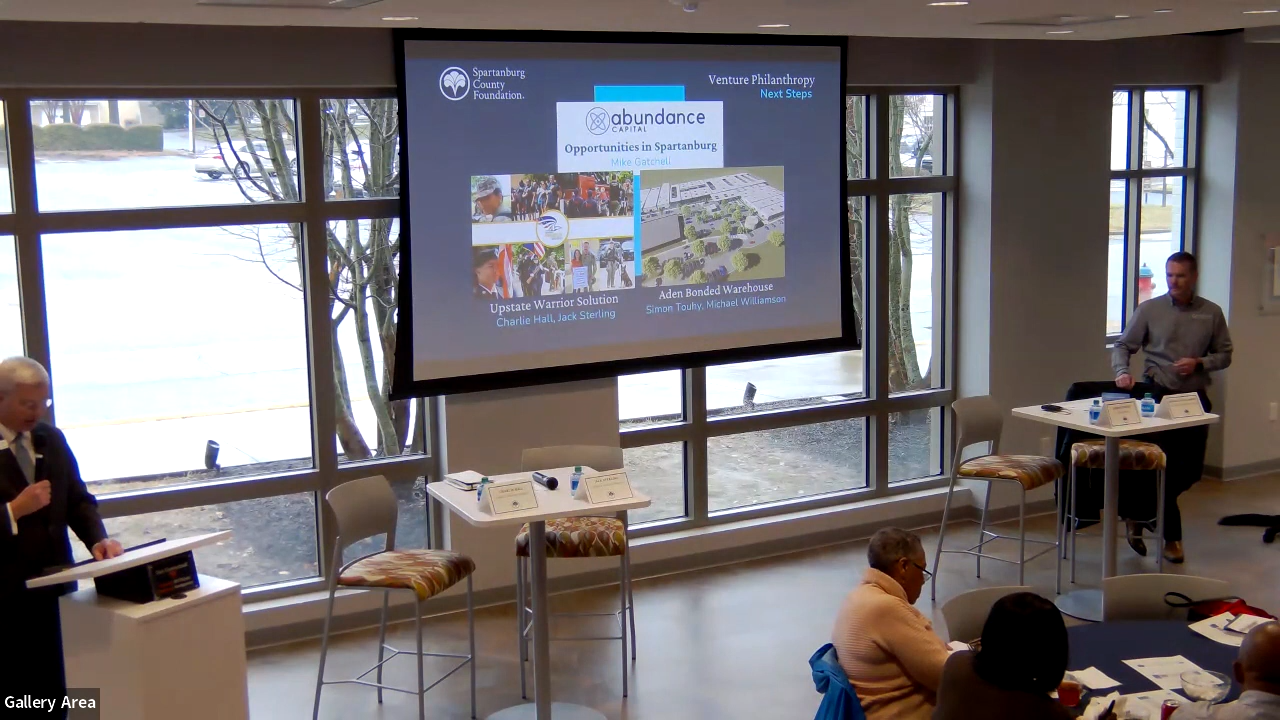 Spartanburg
County
Foundation.
Venture Philanthropy
Next Steps
abundance
CAPITAL
Opportunities in Spartanburg
Mike Gatchell
Upstate Warrior Solution
Charlie Hall, Jack Sterling
Aden Bonded Warehouse
Simon Touhy, Michael Williamson
Gallery Area